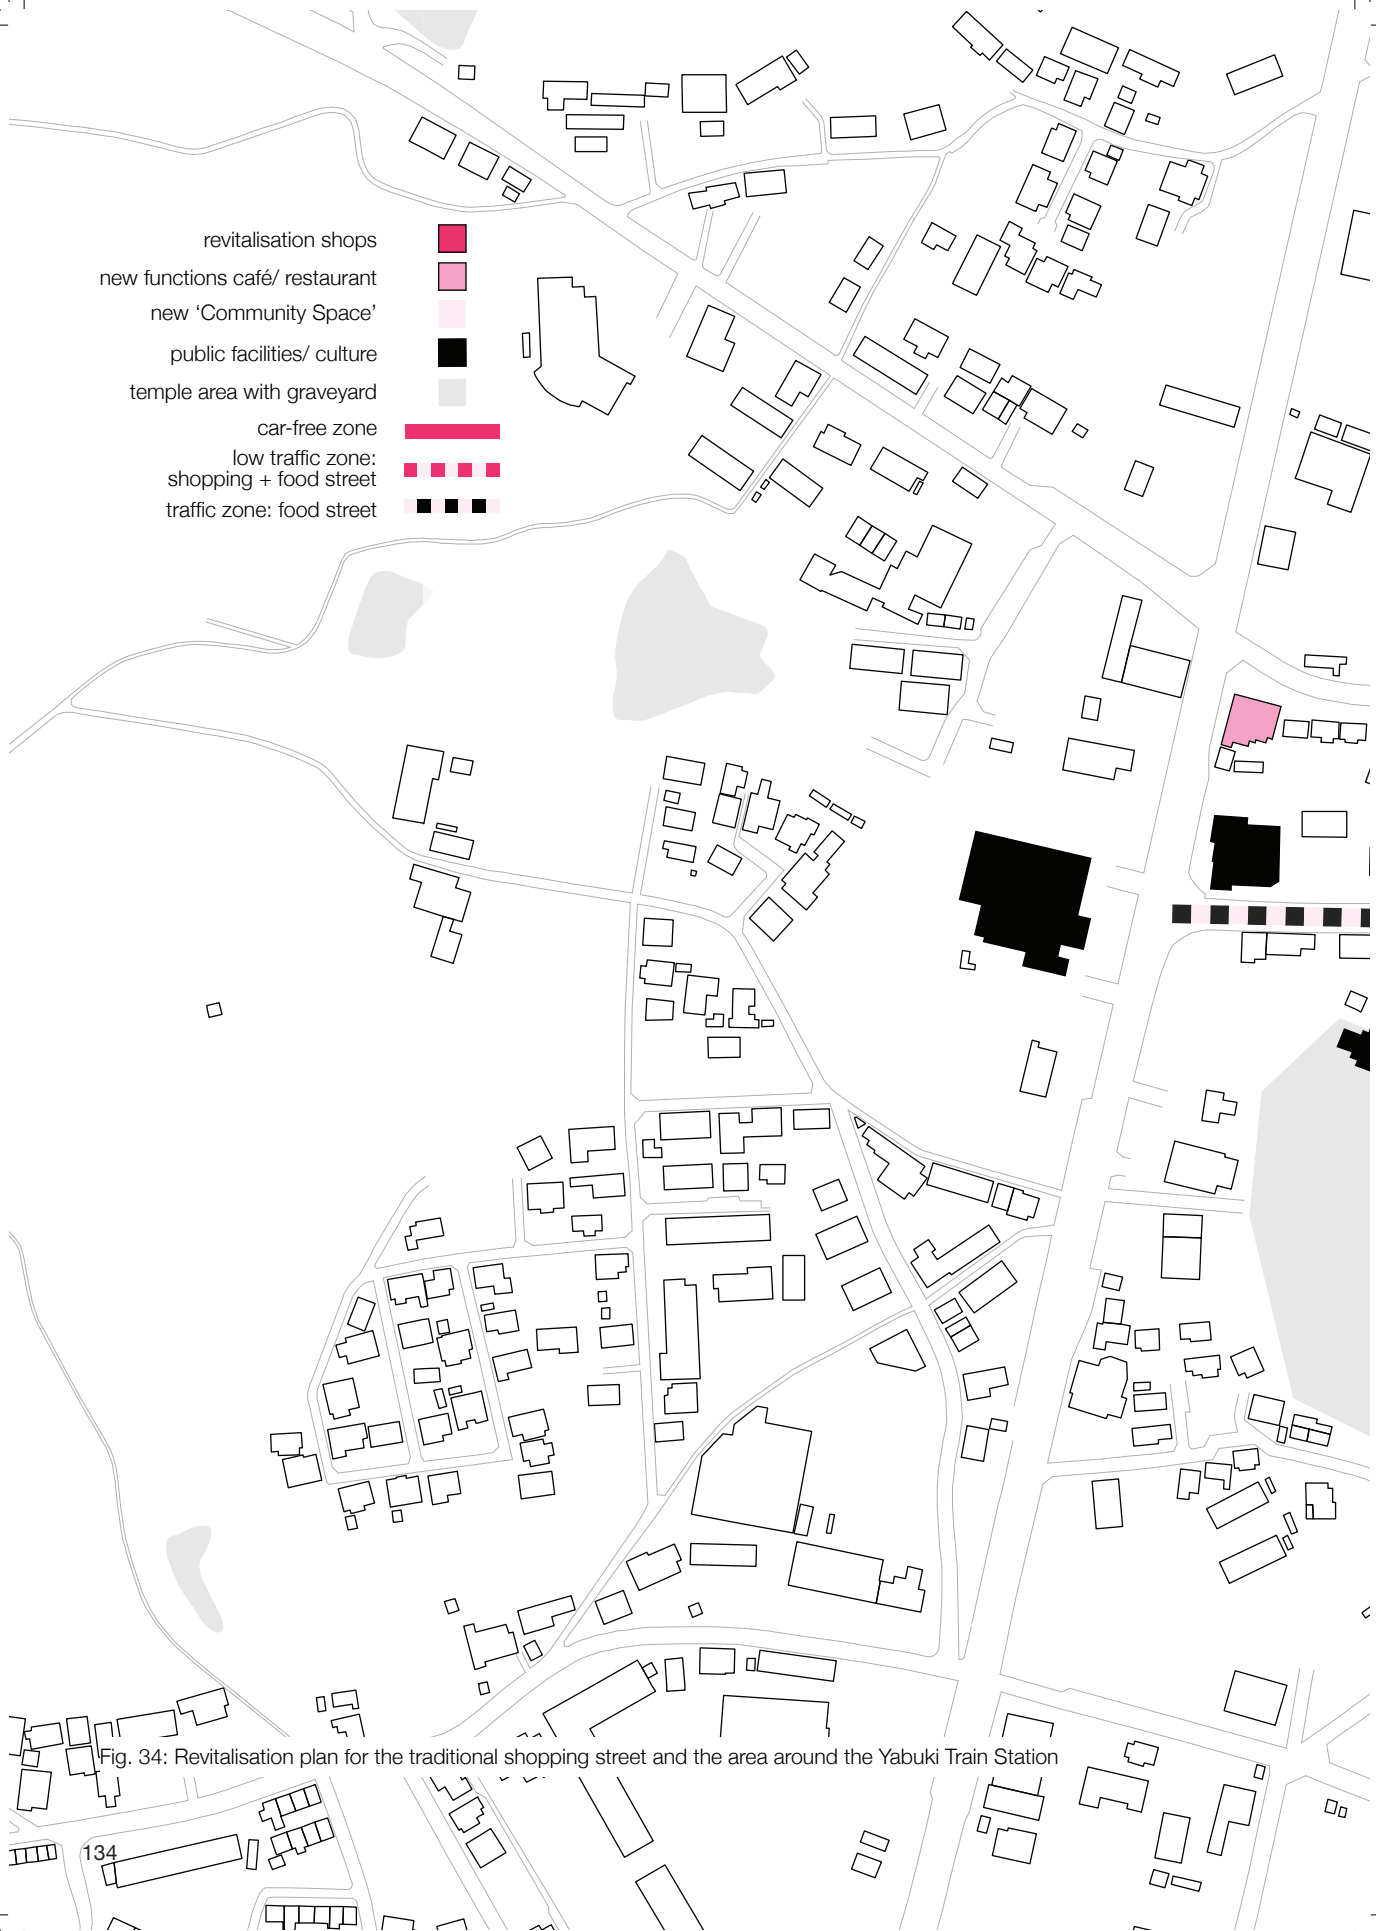 revitalisation shops
new functions café/ restaurant
new ‘Community Space’
public facilities/ culture
temple area with graveyard
car-free zone
low traffic zone:
shopping + food street
traffic zone: food street
Fig. 34: Revitalisation plan for the traditional shopping street and the area around the Yabuki Train Station
134